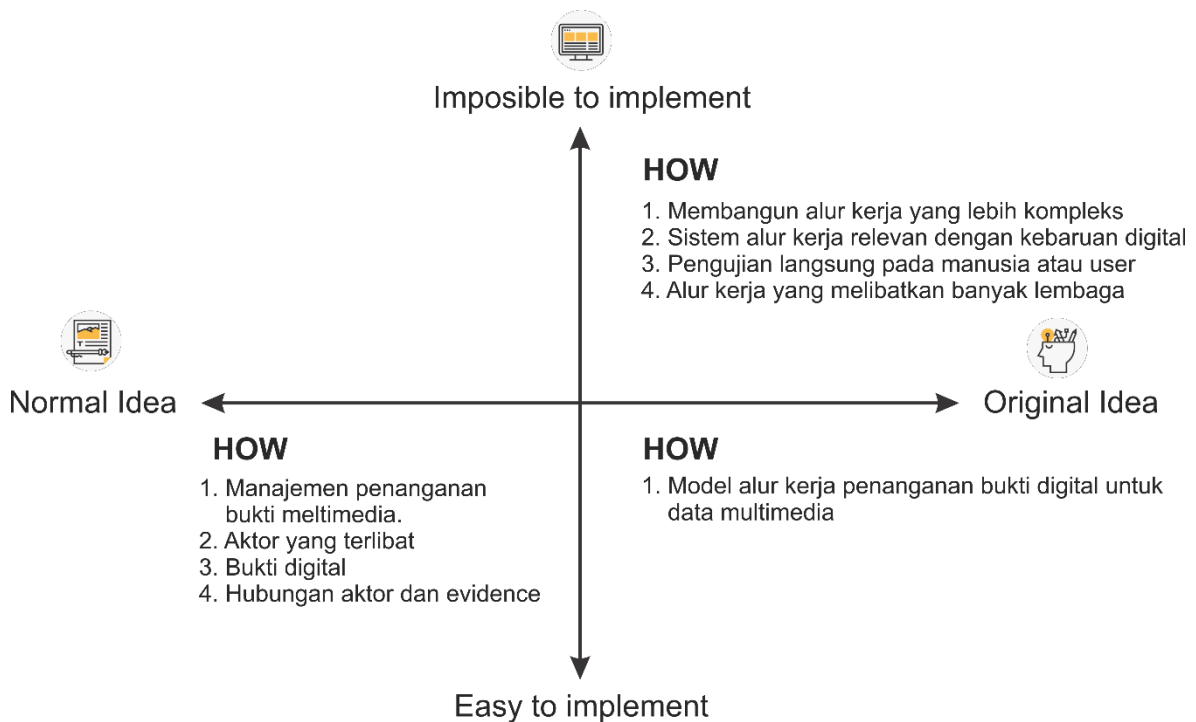 Imposible to implement
HOW
1. Membangun alur kerja yang lebih kompleks
2. Sistem alur kerja relevan dengan kebaruan digital
3. Pengujian langsung pada manusia atau user
4. Alur kerja yang melibatkan banyak lembaga
Normal Idea
Original Idea
HOW
1. Manajemen penanganan
bukti meltimedia.
2. Aktor yang terlibat
3. Bukti digital
4. Hubungan aktor dan evidence
HOW
1. Model alur kerja penanganan bukti digital untuk
data multimedia
Easy to implement